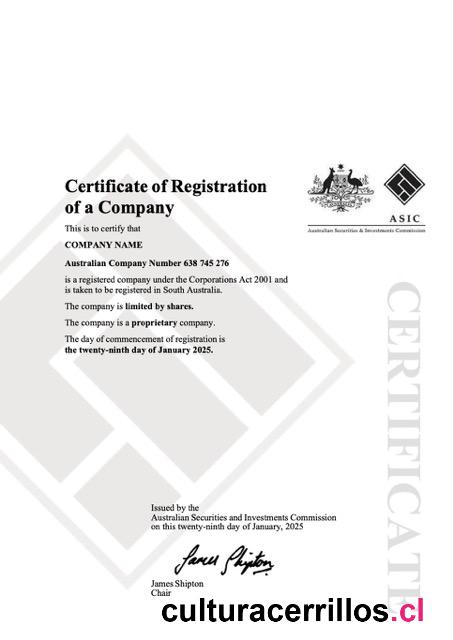 Certificate of Registration
of a Company
This is to certify that
COMPANY NAME
Australian Company Number 638 745 276
is a registered company under the Corporations Act 2001 and
is taken to be registered in South Australia.
The company is limited by shares.
The company is a proprietary company.
The day of commencement of registration is
the twenty-ninth day of January 2025.
ASIC
Australian Securities & Investments Commission
CERTIFICATE
Issued by the
Australian Securities and Investments Commission
on this twenty-ninth day of January, 2025
James Shipton
James Shipton
Chair
culturacerrillos.cl